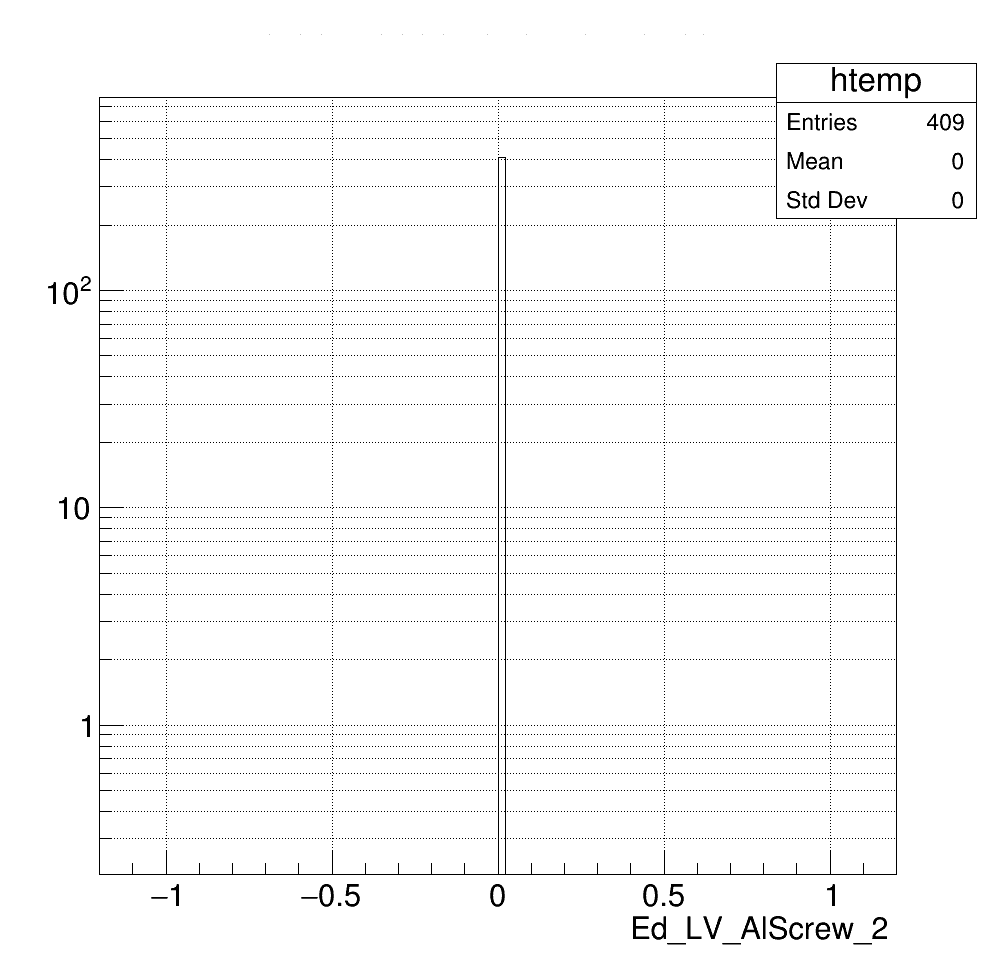 htemp
Entries 409
Mean 0
Std Dev 0
10²
10
1
−1 −0.5 0 0.5 1
Ed_LV_AlScrew_2